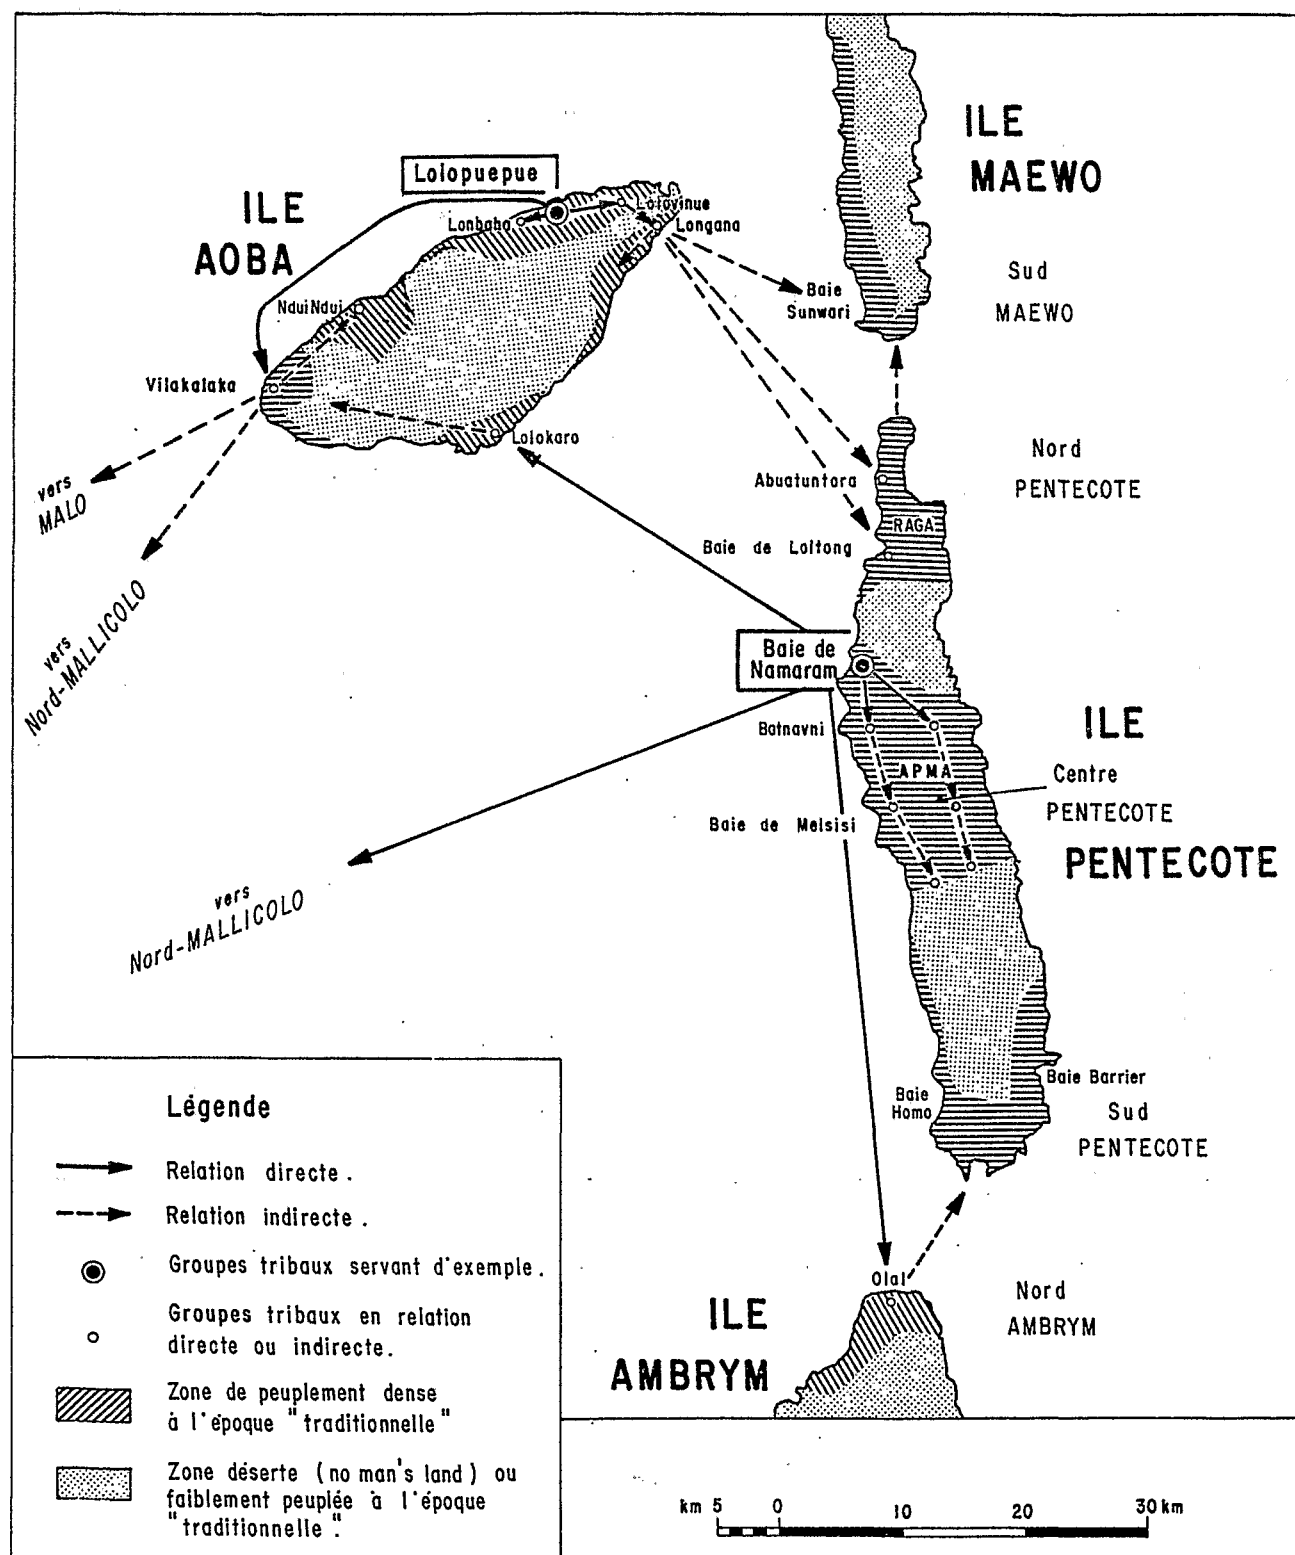 ILE
MAEWO
Lolopuepue
ILE
AOBA
Lolovinue
Lonbaha
Longana
Sud
MAEWO
Baie
Sunwari
NduiNdui
Vilakalaka
Lolokaro
Nord
PENTECOTE
Abuatuntora
vers
MALO
RAGA
Baie de Loltong
vers
Nord-MALLICOLO
Baie de
Namaram
Batnavni
ILE
PENTECOTE
APMA
Centre
PENTECOTE
Baie de Melsisi
vers
Nord-MALLICOLO
Baie Barrier
Baie
Homo
Sud
PENTECOTE
Olal
Nord
AMBRYM
ILE
AMBRYM
Légende
Relation directe.
Relation indirecte.
Groupes tribaux servant d'exemple.
Groupes tribaux en relation
directe ou indirecte.
Zone de peuplement dense
à l'époque "traditionnelle"
Zone déserte (no man's land) ou
faiblement peuplée à l'époque
"traditionnelle".
km 5 0 10 20 30 km